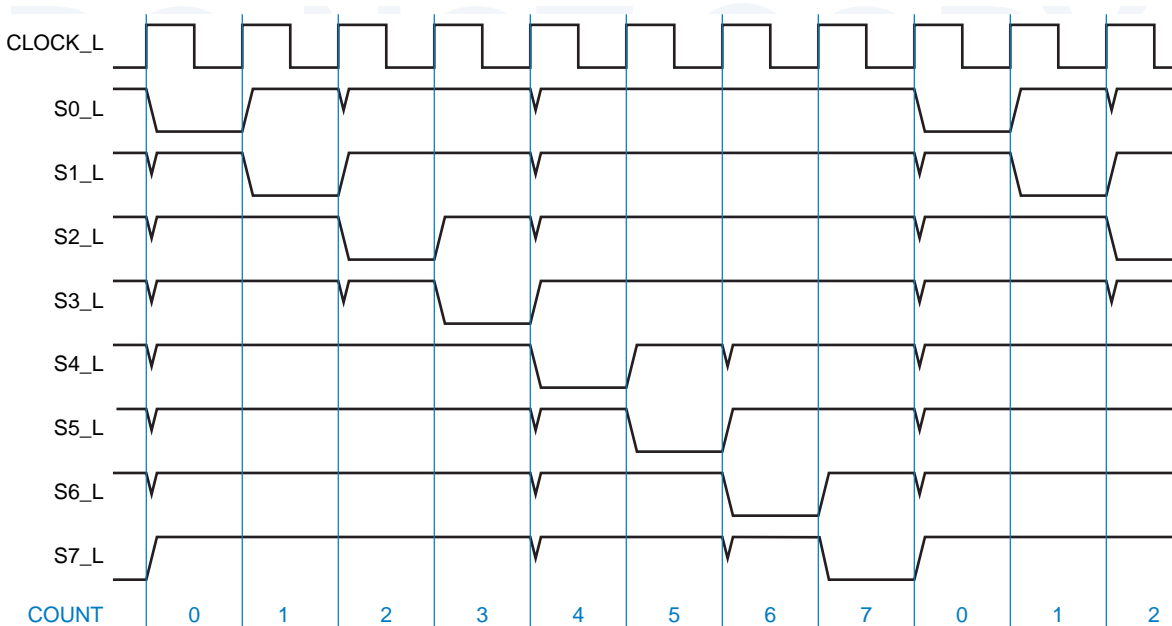 CLOCK_L
S0_L
S1_L
S2_L
S3_L
S4_L
S5_L
S6_L
S7_L
COUNT 0 1 2 3 4 5 6 7 0 1 2